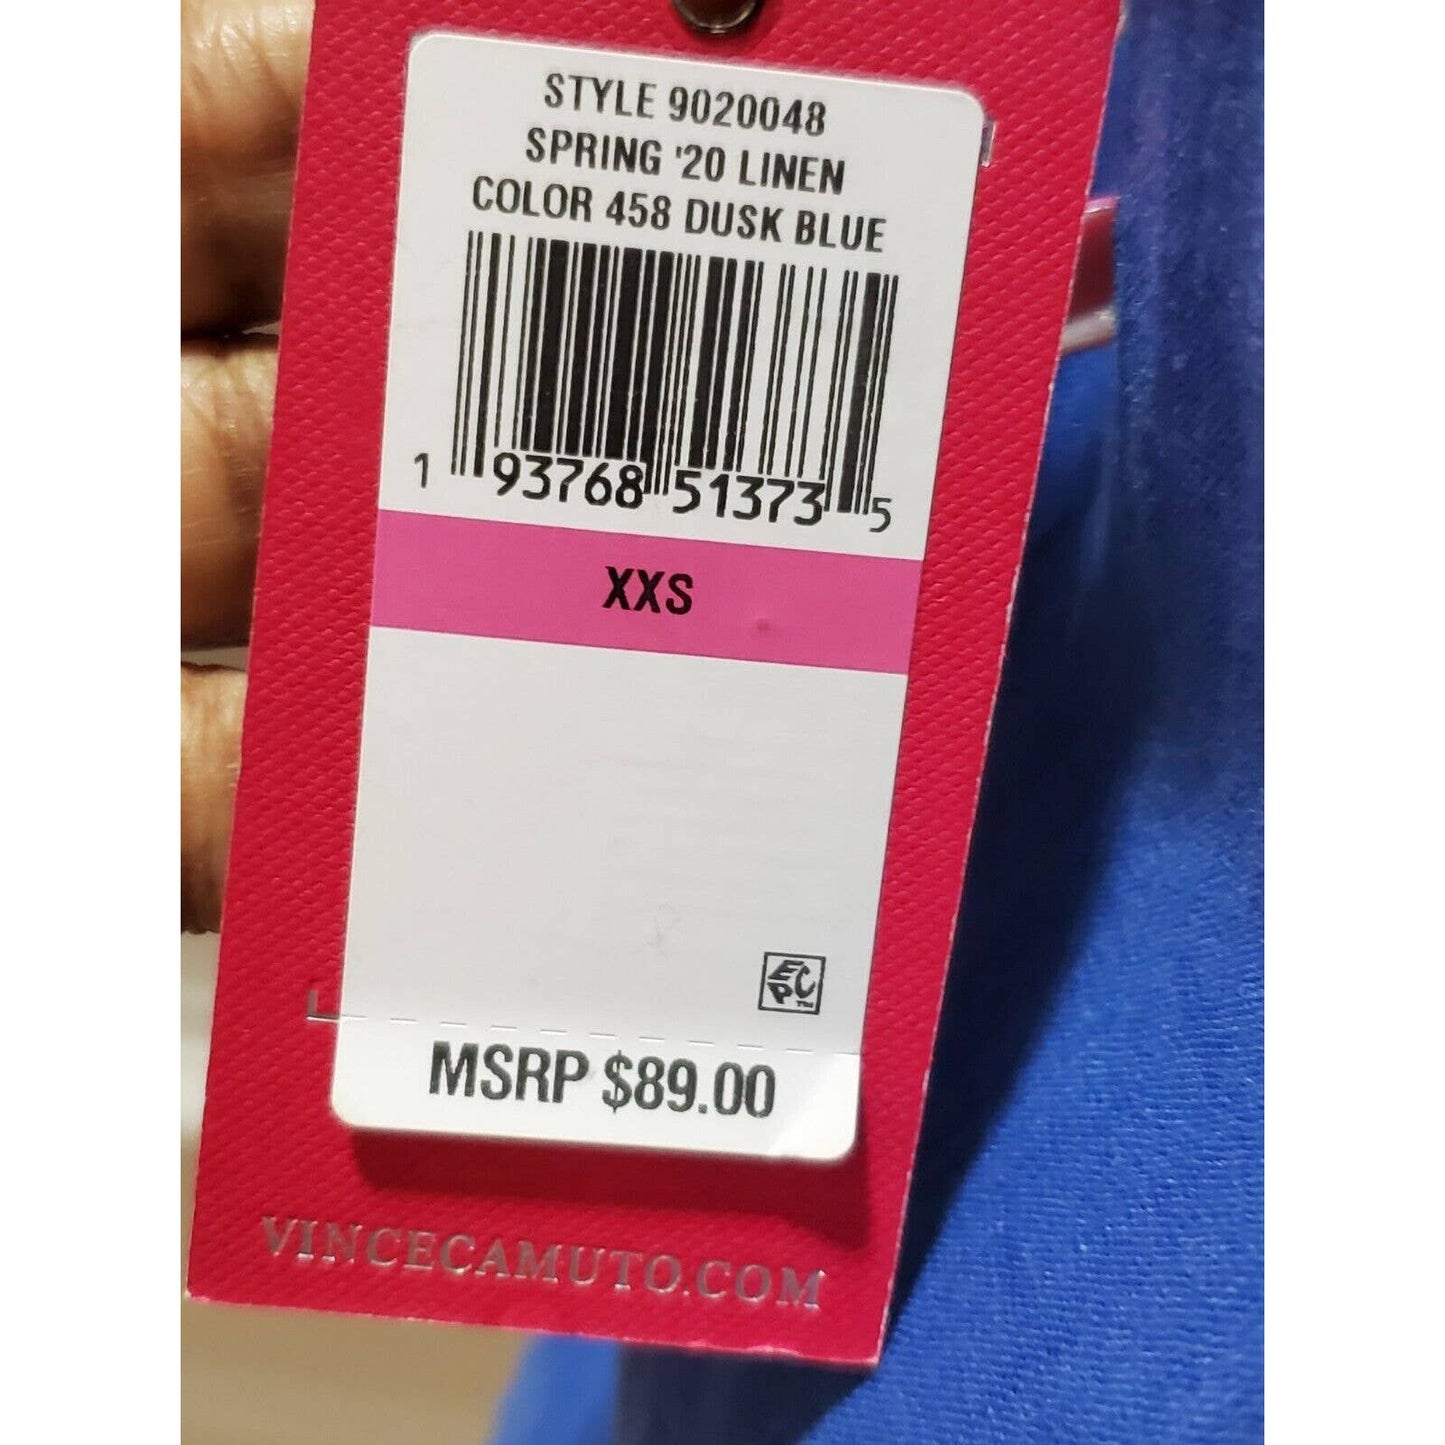 STYLE 9020048
SPRING '20 LINEN
COLOR 458 DUSK BLUE
1 93768 51373 5
XXS
EPC™
MSRP $89.00
VINCECAMUTO.COM